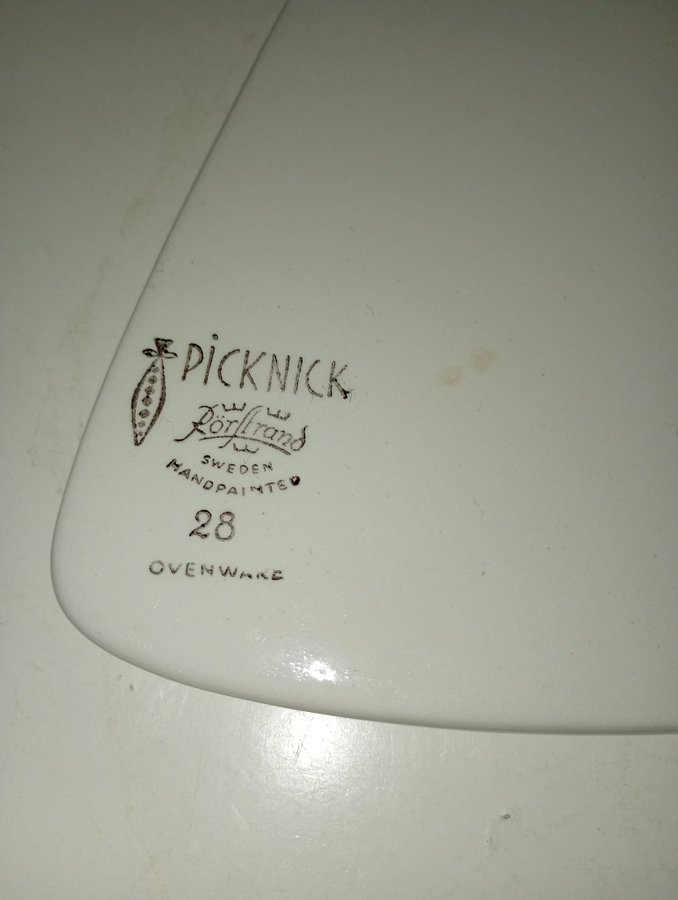 PiCKNICK
Rörstrand
SWEDEN
HANDPAINTED
28
OVENWARE